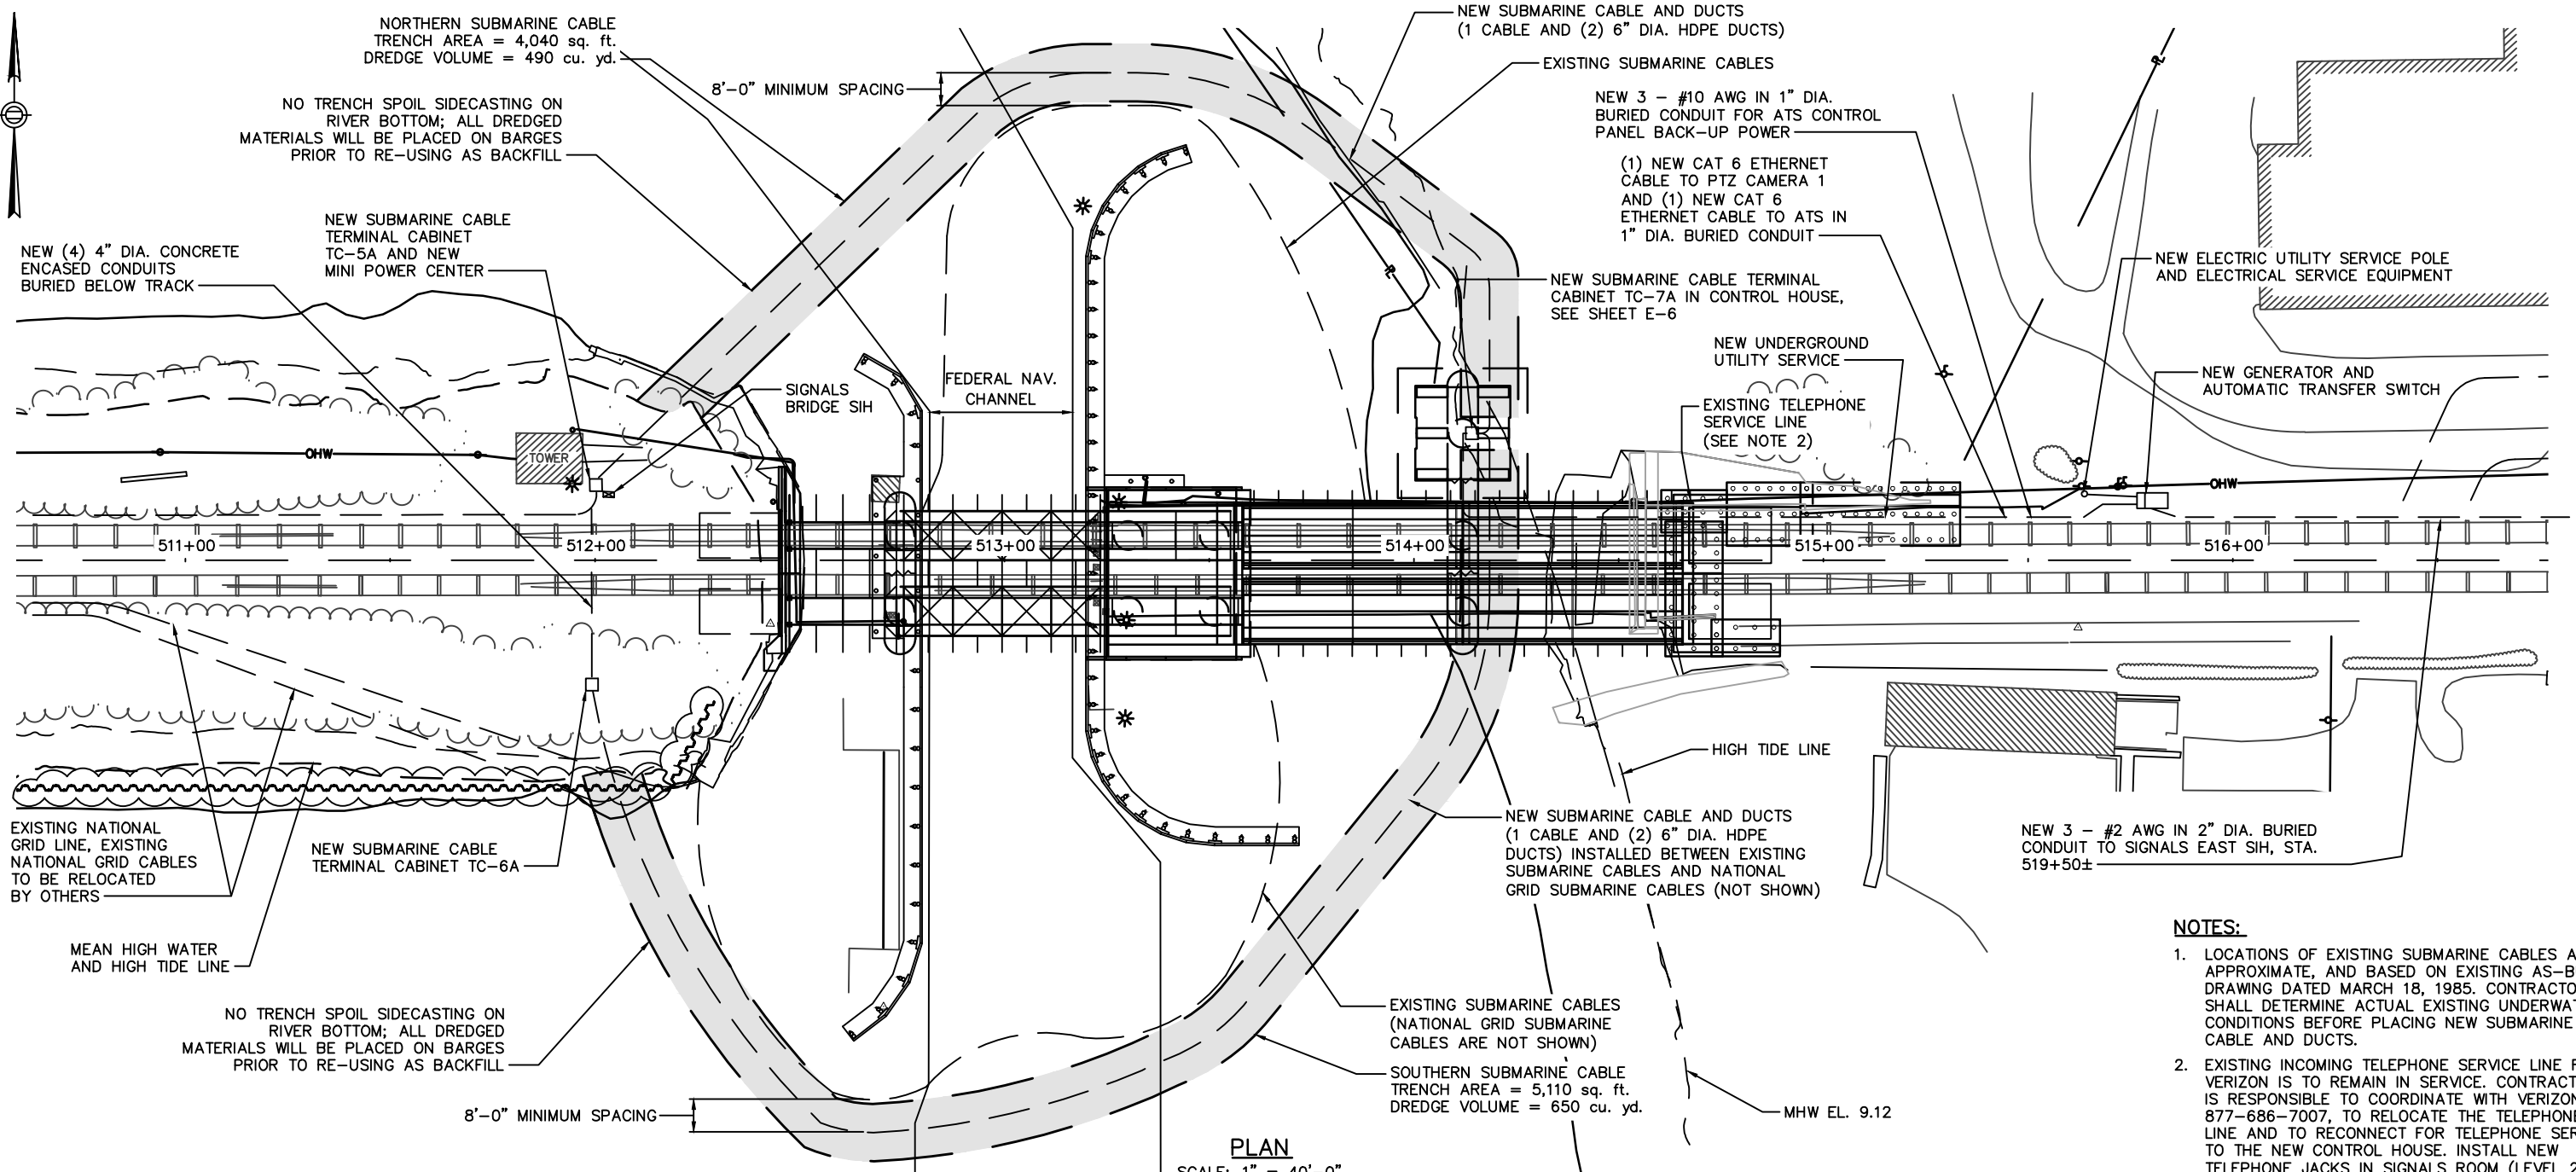 NORTHERN SUBMARINE CABLE
TRENCH AREA = 4,040 sq. ft.
DREDGE VOLUME = 490 cu. yd.
8'-0" MINIMUM SPACING
NO TRENCH SPOIL SIDECASTING ON
RIVER BOTTOM; ALL DREDGED
MATERIALS WILL BE PLACED ON BARGES
PRIOR TO RE-USING AS BACKFILL
NEW SUBMARINE CABLE
TERMINAL CABINET
TC-5A AND NEW
MINI POWER CENTER
NEW (4) 4" DIA. CONCRETE
ENCASED CONDUITS
BURIED BELOW TRACK
NEW SUBMARINE CABLE AND DUCTS
(1 CABLE AND (2) 6" DIA. HDPE DUCTS)
EXISTING SUBMARINE CABLES
NEW 3 - #10 AWG IN 1" DIA.
BURIED CONDUIT FOR ATS CONTROL
PANEL BACK-UP POWER
(1) NEW CAT 6 ETHERNET
CABLE TO PTZ CAMERA 1
AND (1) NEW CAT 6
ETHERNET CABLE TO ATS IN
1" DIA. BURIED CONDUIT
NEW SUBMARINE CABLE TERMINAL
CABINET TC-7A IN CONTROL HOUSE,
SEE SHEET E-6
NEW ELECTRIC UTILITY SERVICE POLE
AND ELECTRICAL SERVICE EQUIPMENT
NEW UNDERGROUND
UTILITY SERVICE
NEW GENERATOR AND
AUTOMATIC TRANSFER SWITCH
EXISTING TELEPHONE
SERVICE LINE
(SEE NOTE 2)
SIGNALS
BRIDGE SIH
FEDERAL NAV.
CHANNEL
PL
PL
OHW
TOWER
OHW
511+00
512+00
513+00
514+00
515+00
516+00
HIGH TIDE LINE
EXISTING NATIONAL
GRID LINE, EXISTING
NATIONAL GRID CABLES
TO BE RELOCATED
BY OTHERS
NEW SUBMARINE CABLE
TERMINAL CABINET TC-6A
MEAN HIGH WATER
AND HIGH TIDE LINE
NO TRENCH SPOIL SIDECASTING ON
RIVER BOTTOM; ALL DREDGED
MATERIALS WILL BE PLACED ON BARGES
PRIOR TO RE-USING AS BACKFILL
8'-0" MINIMUM SPACING
NEW SUBMARINE CABLE AND DUCTS
(1 CABLE AND (2) 6" DIA. HDPE
DUCTS) INSTALLED BETWEEN EXISTING
SUBMARINE CABLES AND NATIONAL
GRID SUBMARINE CABLES (NOT SHOWN)
NEW 3 - #2 AWG IN 2" DIA. BURIED
CONDUIT TO SIGNALS EAST SIH, STA.
519+50±
EXISTING SUBMARINE CABLES
(NATIONAL GRID SUBMARINE
CABLES ARE NOT SHOWN)
SOUTHERN SUBMARINE CABLE
TRENCH AREA = 5,110 sq. ft.
DREDGE VOLUME = 650 cu. yd.
MHW EL. 9.12
PLAN
SCALE: 1" = 40'-0"
NOTES:
1. LOCATIONS OF EXISTING SUBMARINE CABLES A
APPROXIMATE, AND BASED ON EXISTING AS-B
DRAWING DATED MARCH 18, 1985. CONTRACTO
SHALL DETERMINE ACTUAL EXISTING UNDERWAT
CONDITIONS BEFORE PLACING NEW SUBMARINE
CABLE AND DUCTS.
2. EXISTING INCOMING TELEPHONE SERVICE LINE F
VERIZON IS TO REMAIN IN SERVICE. CONTRACT
IS RESPONSIBLE TO COORDINATE WITH VERIZON
877-686-7007, TO RELOCATE THE TELEPHONE
LINE AND TO RECONNECT FOR TELEPHONE SER
TO THE NEW CONTROL HOUSE. INSTALL NEW
TELEPHONE JACKS IN SIGNALS ROOM (LEVEL 2